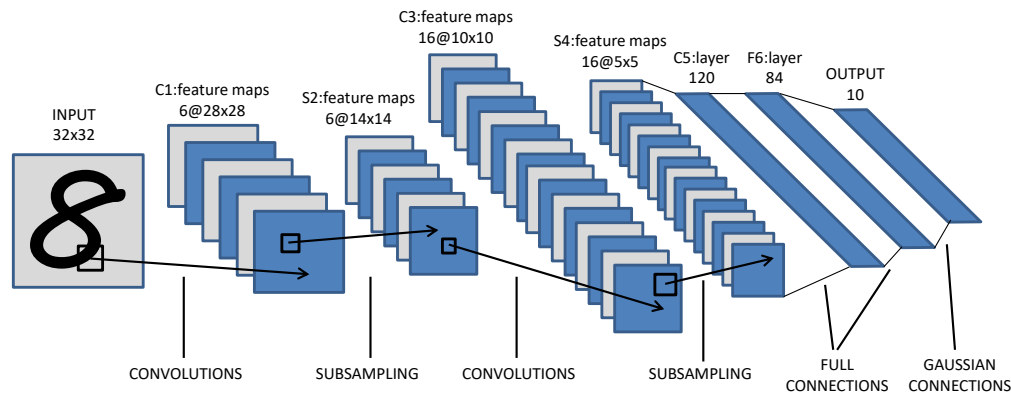 INPUT
32x32
C1:feature maps
6@28x28
S2:feature maps
6@14x14
C3:feature maps
16@10x10
S4:feature maps
16@5x5
C5:layer
120
F6:layer
84
OUTPUT
10
8
CONVOLUTIONS
SUBSAMPLING
CONVOLUTIONS
SUBSAMPLING
FULL
CONNECTIONS
GAUSSIAN
CONNECTIONS